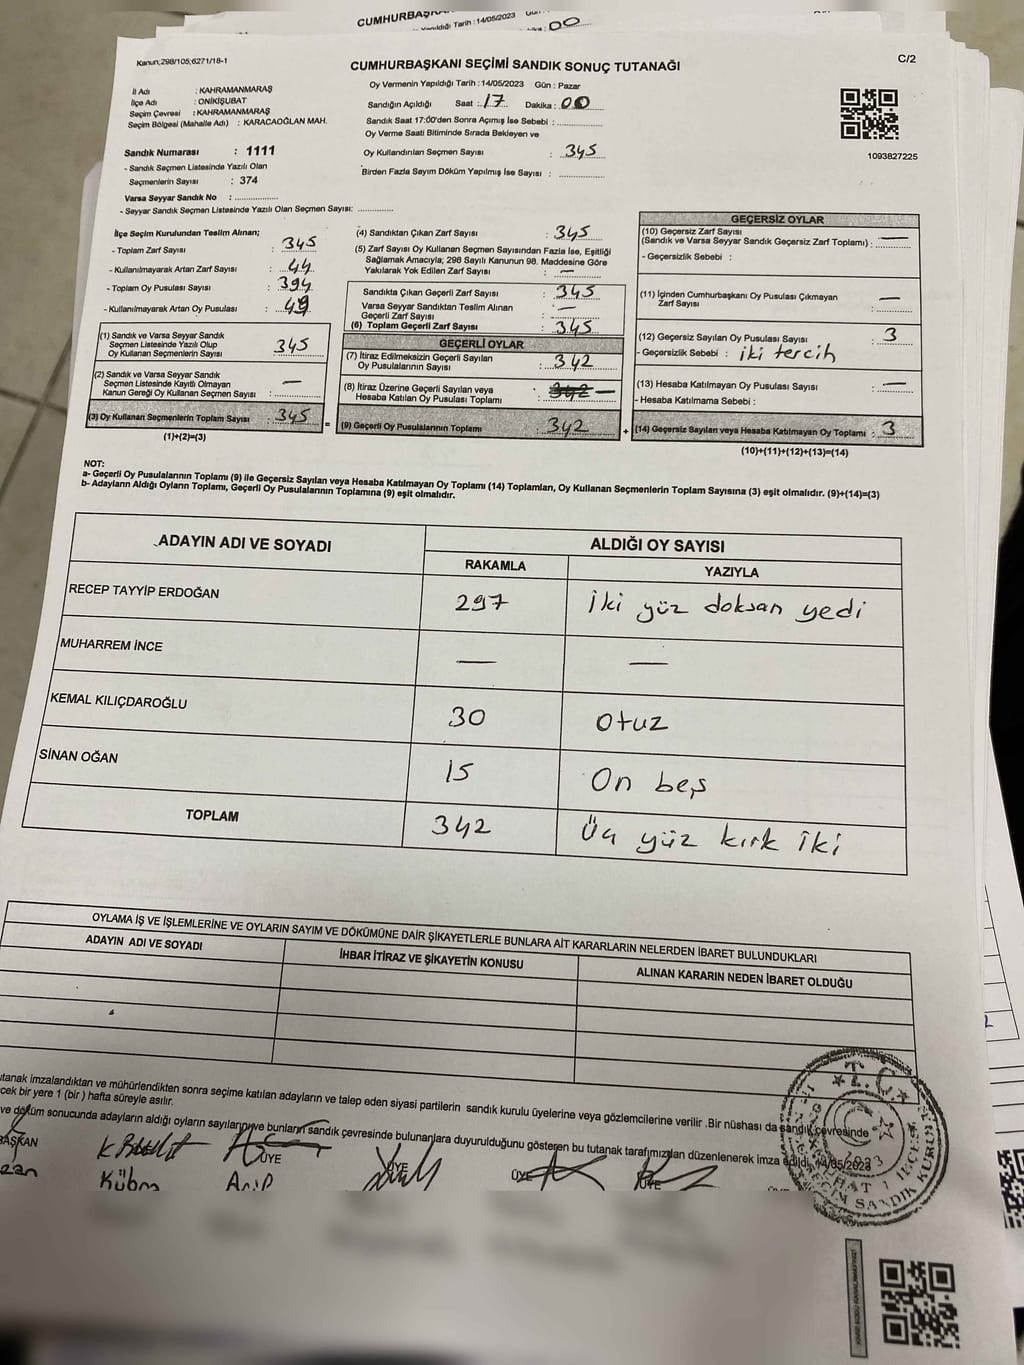 CUMHURBAŞKA
Yapıldığı Tarih : 14/05/2023
00
Kanun;298/105;6271/18-1
CUMHURBAŞKANI SEÇİMİ SANDIK SONUÇ TUTANAĞI
C/2
İl Adı : KAHRAMANMARAŞ
İlçe Adı : ONİKİŞUBAT
Seçim Çevresi : KAHRAMANMARAŞ
Seçim Bölgesi (Mahalle Adı) : KARACAOĞLAN MAH.
Sandık Numarası : 1111
- Sandık Seçmen Listesinde Yazılı Olan
Seçmenlerin Sayısı : 374
Varsa Seyyar Sandık No : ..................
- Seyyar Sandık Seçmen Listesinde Yazılı Olan Seçmen Sayısı: ..............
Oy Vermenin Yapıldığı Tarih :14/05/2023 Gün : Pazar
Sandığın Açıldığı Saat : 17 Dakika : 00
Sandık Saat 17:00'den Sonra Açımış İse Sebebi : ..................
Oy Verme Saati Bitiminde Sırada Bekleyen ve
Oy Kullandırılan Seçmen Sayısı : 345
Birden Fazla Sayım Döküm Yapılmış İse Sayısı : ..................
1093827225
İlçe Seçim Kurulundan Teslim Alınan;
- Toplam Zarf Sayısı : 345
- Kullanılmayarak Artan Zarf Sayısı : 44
- Toplam Oy Pusulası Sayısı : 394
- Kullanılmayarak Artan Oy Pusulası : 49
(1) Sandık ve Varsa Seyyar Sandık
Seçmen Listesinde Yazılı Olup
Oy Kullanan Seçmenlerin Sayısı : 345
(2) Sandık ve Varsa Seyyar Sandık
Seçmen Listesinde Kayıtlı Olmayan
Kanun Gereği Oy Kullanan Seçmen Sayısı : —
(3) Oy Kullanan Seçmenlerin Toplam Sayısı : 345
(1)+(2)=(3)
(4) Sandıktan Çıkan Zarf Sayısı : 345
(5) Zarf Sayısı Oy Kullanan Seçmen Sayısından Fazla İse, Eşitliği
Sağlamak Amacıyla; 298 Sayılı Kanunun 98. Maddesine Göre
Yakılarak Yok Edilen Zarf Sayısı : —
Sandıkta Çıkan Geçerli Zarf Sayısı : 345
Varsa Seyyar Sandıktan Teslim Alınan
Geçerli Zarf Sayısı : —
(6) Toplam Geçerli Zarf Sayısı : 345
GEÇERLİ OYLAR
(7) İtiraz Edilmeksizin Geçerli Sayılan
Oy Pusulalarının Sayısı : 342
(8) İtiraz Üzerine Geçerli Sayılan veya
Hesaba Katılan Oy Pusulası Toplamı : 342 —
= (9) Geçerli Oy Pusulalarının Toplamı : 342
GEÇERSİZ OYLAR
(10) Geçersiz Zarf Sayısı
(Sandık ve Varsa Seyyar Sandık Geçersiz Zarf Toplamı) : —
- Geçersizlik Sebebi :
(11) İçinden Cumhurbaşkanı Oy Pusulası Çıkmayan
Zarf Sayısı : —
(12) Geçersiz Sayılan Oy Pusulası Sayısı : 3
- Geçersizlik Sebebi : iki tercih
(13) Hesaba Katılmayan Oy Pusulası Sayısı : —
- Hesaba Katılmama Sebebi :
+ (14) Geçersiz Sayılan veya Hesaba Katılmayan Oy Toplamı : 3
(10)+(11)+(12)+(13)=(14)
NOT:
a- Geçerli Oy Pusulalarının Toplamı (9) ile Geçersiz Sayılan veya Hesaba Katılmayan Oy Toplamı (14) Toplamları, Oy Kullanan Seçmenlerin Toplam Sayısına (3) eşit olmalıdır. (9)+(14)=(3)
b- Adayların Aldığı Oyların Toplamı, Geçerli Oy Pusulalarının Toplamına (9) eşit olmalıdır.
ADAYIN ADI VE SOYADI
ALDIĞI OY SAYISI
RAKAMLA YAZIYLA
RECEP TAYYİP ERDOĞAN 297 İki yüz doksan yedi
MUHARREM İNCE — —
KEMAL KILIÇDAROĞLU 30 Otuz
SİNAN OĞAN 15 On beş
TOPLAM 342 Üç yüz kırk iki
OYLAMA İŞ VE İŞLEMLERİNE VE OYLARIN SAYIM VE DÖKÜMÜNE DAİR ŞİKAYETLERLE BUNLARA AİT KARARLARIN NELERDEN İBARET BULUNDUKLARI
ADAYIN ADI VE SOYADI İHBAR İTİRAZ VE ŞİKAYETİN KONUSU ALINAN KARARIN NEDEN İBARET OLDUĞU
utanak imzalandıktan ve mühürlendikten sonra seçime katılan adayların ve talep eden siyasi partilerin sandık kurulu üyelerine veya gözlemcilerine verilir .Bir nüshası da sandık çevresinde
cek bir yere 1 (bir ) hafta süreyle asılır.
ve döküm sonucunda adayların aldığı oyların sayıları ve bunların sandık çevresinde bulunanlara duyurulduğunu gösteren bu tutanak tarafımızdan düzenlenerek imza edildi. 14/05/2023
BAŞKAN ÜYE ÜYE ÜYE ÜYE
Kübra Arif
T.C.
2023
SEÇİM SANDIK KURULU